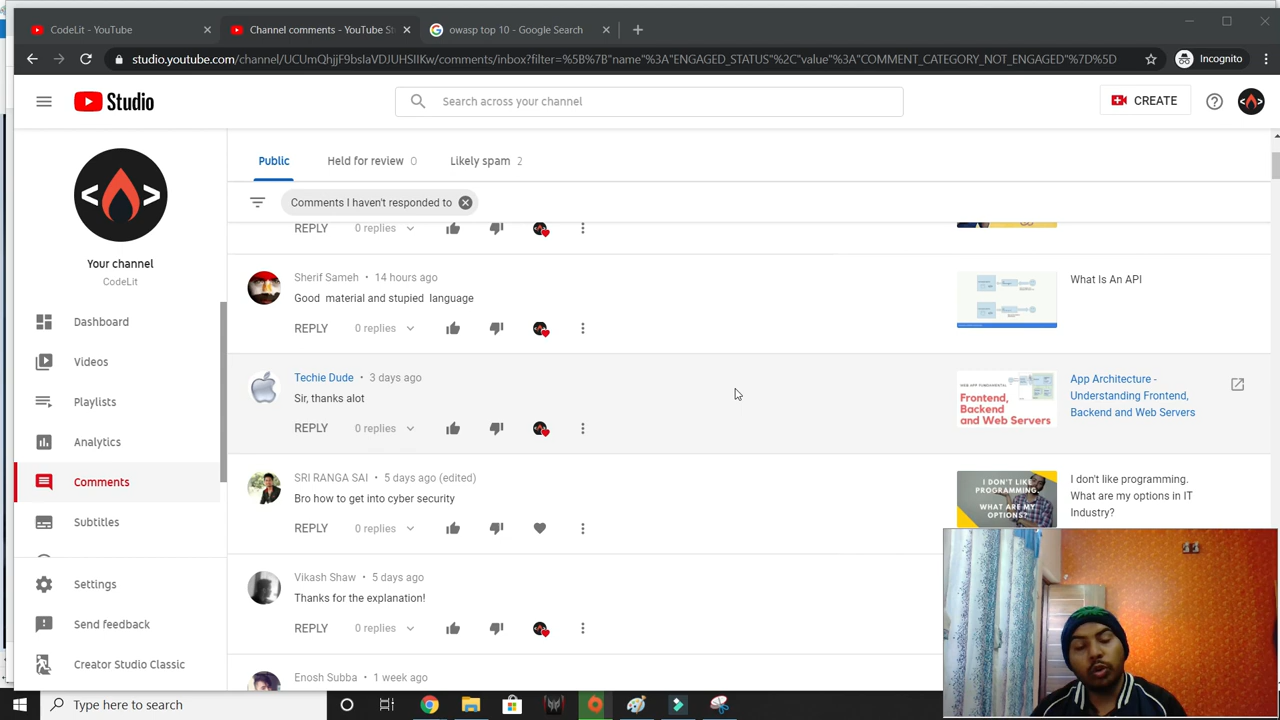 CodeLit - YouTube
Channel comments - YouTube St
owasp top 10 - Google Search
studio.youtube.com/channel/UCUmQhjjF9bsIaVDJUHSIIKw/comments/inbox?filter=%5B%7B"name"%3A"ENGAGED_STATUS"%2C"value"%3A"COMMENT_CATEGORY_NOT_ENGAGED"%7D%5D
Incognito
Studio
Search across your channel
CREATE
Public
Held for review 0
Likely spam 2
Comments I haven't responded to
Your channel
CodeLit
Dashboard
Videos
Playlists
Analytics
Comments
Subtitles
Settings
Send feedback
Creator Studio Classic
REPLY 0 replies
Sherif Sameh • 14 hours ago
Good material and stupied language
REPLY 0 replies
What Is An API
Techie Dude • 3 days ago
Sir, thanks alot
REPLY 0 replies
Frontend,
Backend
and Web Servers
App Architecture -
Understanding Frontend,
Backend and Web Servers
SRI RANGA SAI • 5 days ago (edited)
Bro how to get into cyber security
REPLY 0 replies
I DON'T LIKE
PROGRAMMING.
WHAT ARE MY
OPTIONS?
I don't like programming.
What are my options in IT
Industry?
Vikash Shaw • 5 days ago
Thanks for the explanation!
REPLY 0 replies
Enosh Subba • 1 week ago
Type here to search